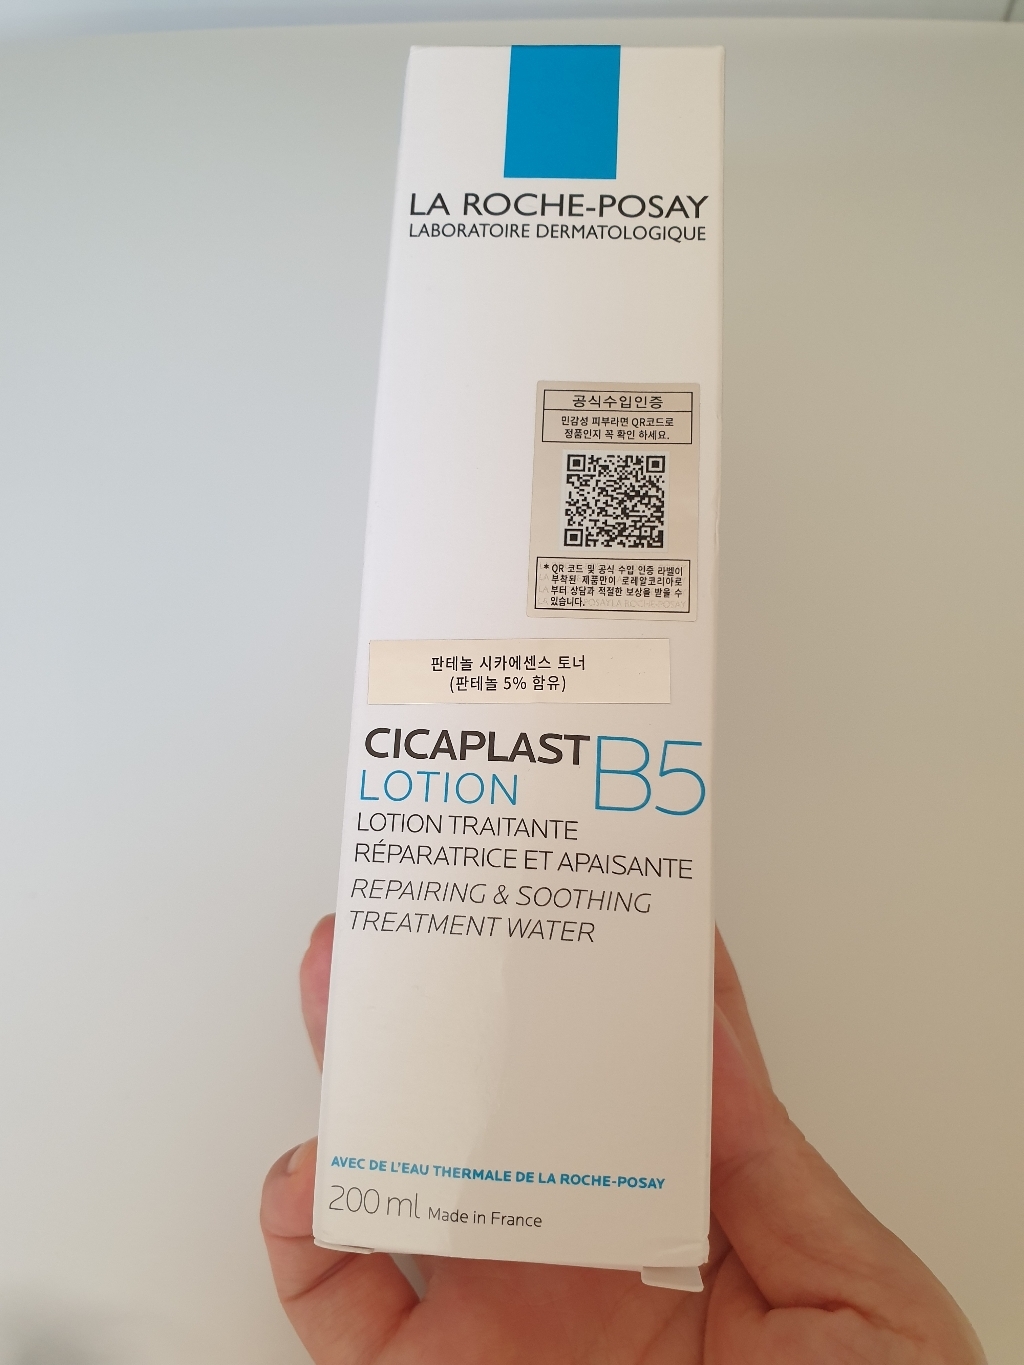 LA ROCHE-POSAY
LABORATOIRE DERMATOLOGIQUE
공식수입인증
민감성 피부라면 QR코드로
정품인지 꼭 확인 하세요.
* QR 코드 및 공식 수입 인증 라벨이
부착된 제품만이 로레알코리아로
부터 상담과 적절한 보상을 받을 수
있습니다.
판테놀 시카에센스 토너
(판테놀 5% 함유)
CICAPLAST B5
LOTION
LOTION TRAITANTE
RÉPARATRICE ET APAISANTE
REPAIRING & SOOTHING
TREATMENT WATER
AVEC DE L'EAU THERMALE DE LA ROCHE-POSAY
200 ml Made in France